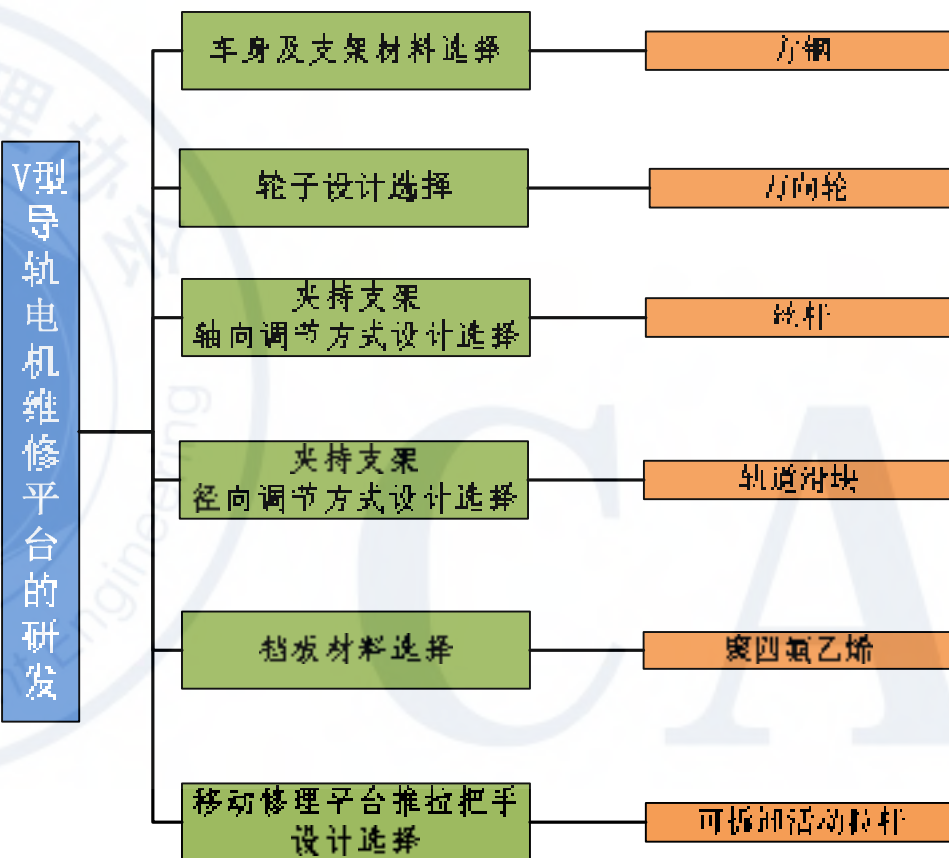 V型导轨电机维修平台的研发
车身及支架材料选择
方钢
轮子设计选择
万向轮
夹持支架
轴向调节方式设计选择
丝杆
夹持支架
径向调节方式设计选择
轨道滑块
挡板材料选择
聚四氟乙烯
移动修理平台推拉把手
设计选择
可拆卸活动拉杆
理协会
Engineering
CA